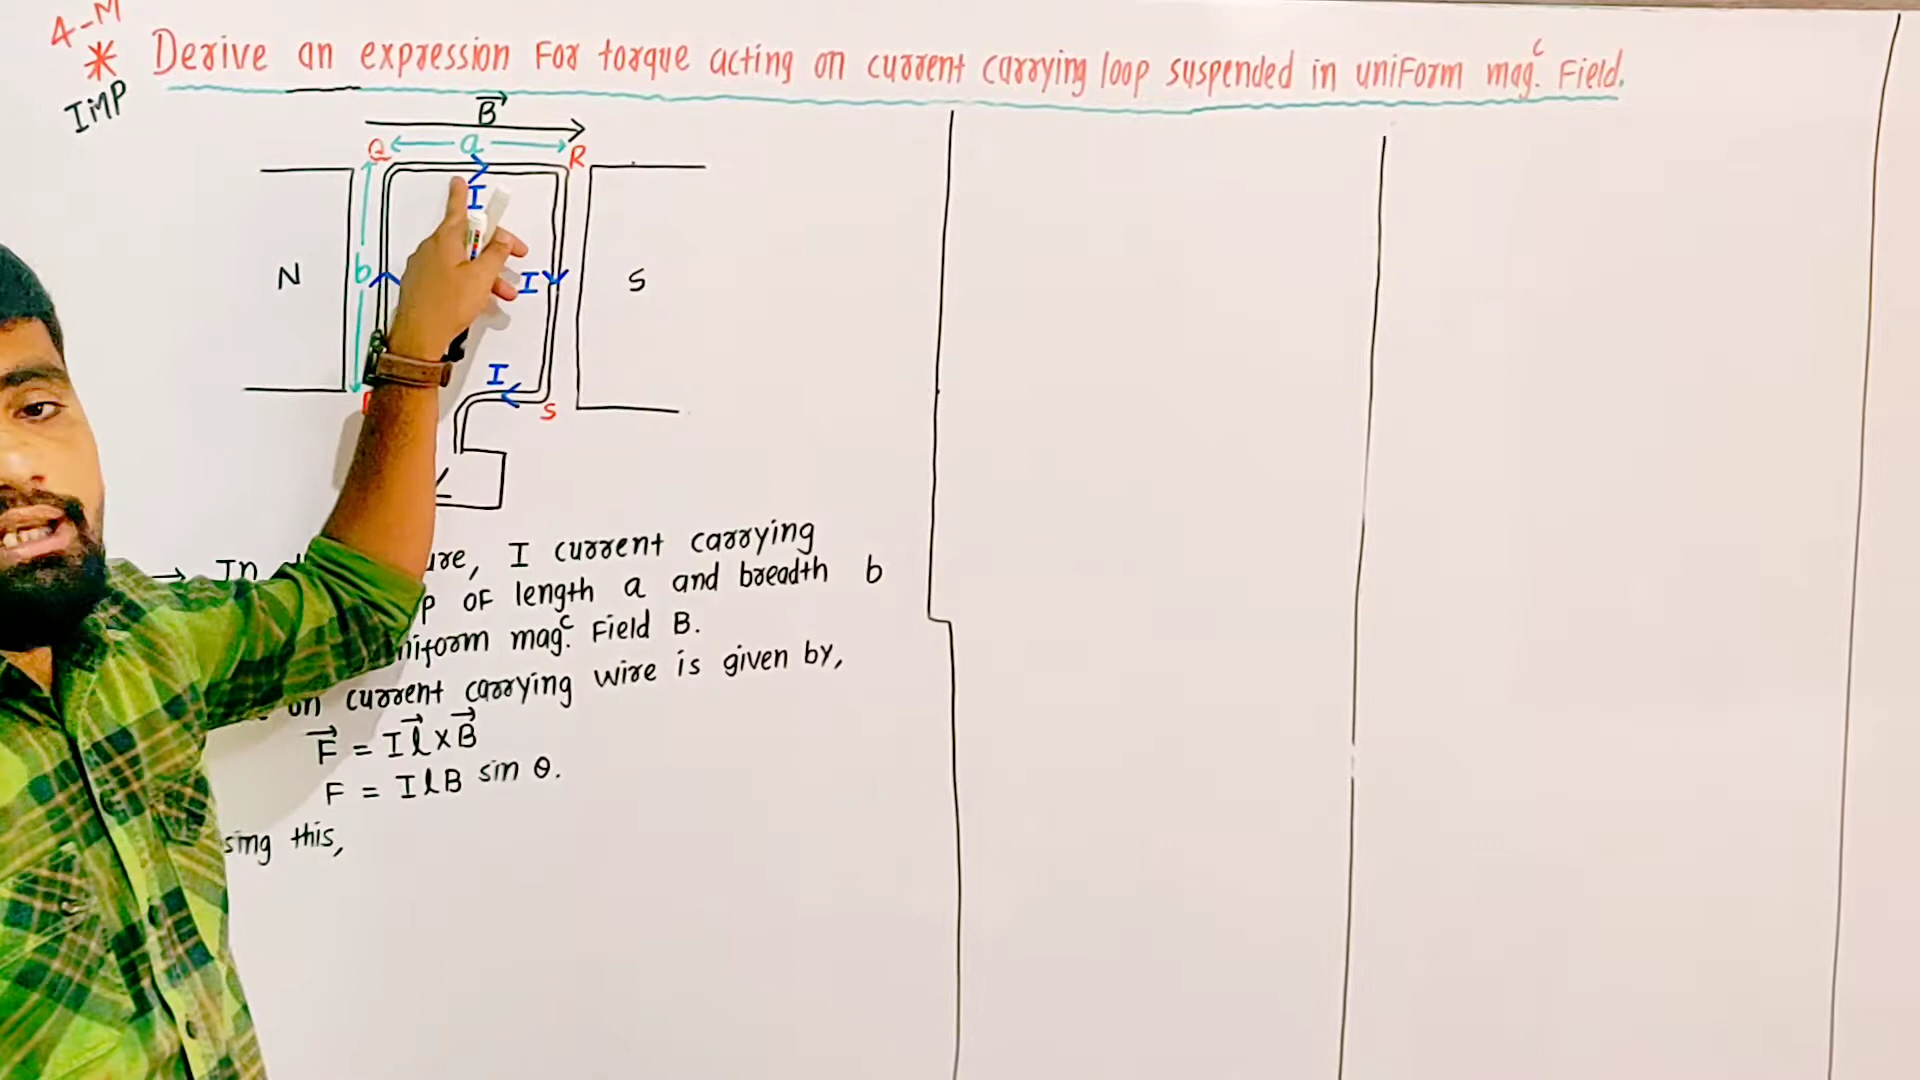 4-M
* Derive an expression For torque acting on current carrying loop suspended in uniForm magᶜ. Field.
IMP
B
Q a R
I
N b I S
I
S
→ In ure, I current carrying
p OF length a and breadth b
niform magᶜ. Field B.
on current carrying wire is given by,
F = Il×B
F = IlB sin θ.
sing this,